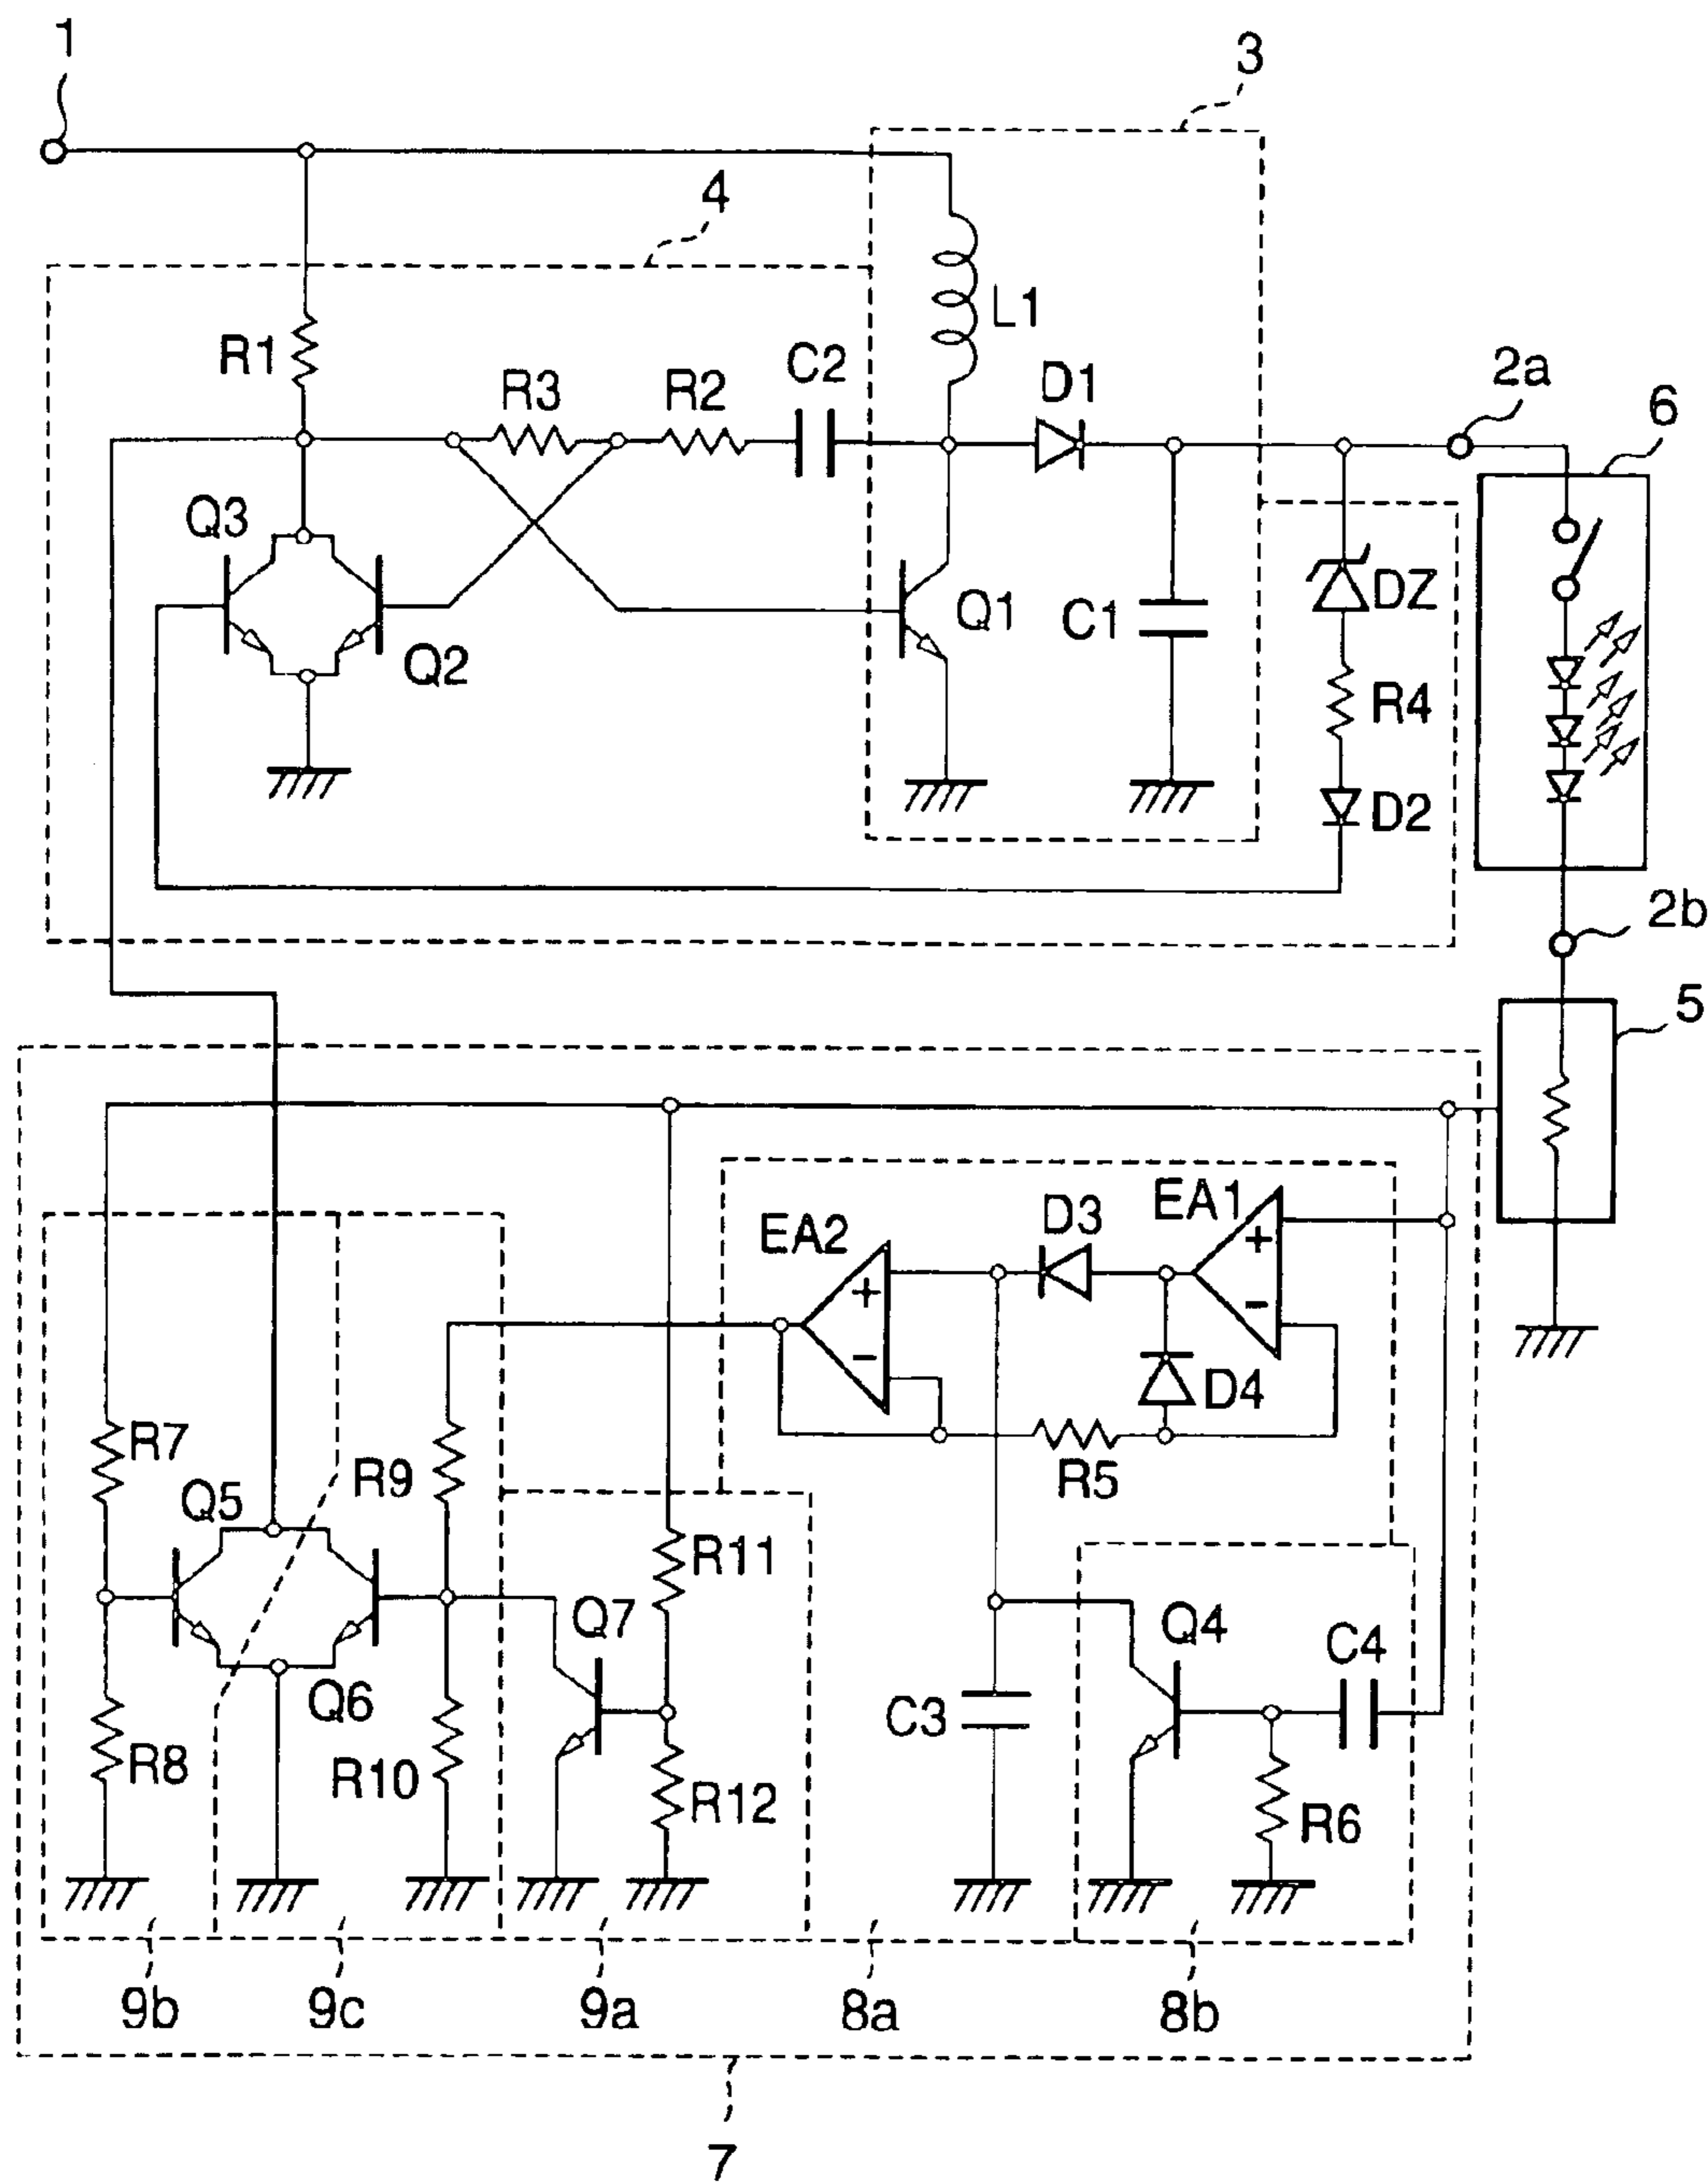 1
3
4
L1
R1
C2
R3
R2
D1
2a
6
Q3
DZ
Q1
C1
Q2
R4
D2
2b
5
EA1
D3
EA2
+
+
-
-
D4
R7
R9
R5
Q5
R11
Q7
Q4
C4
Q6
C3
R8
R10
R12
R6
9b
9c
9a
8a
8b
7